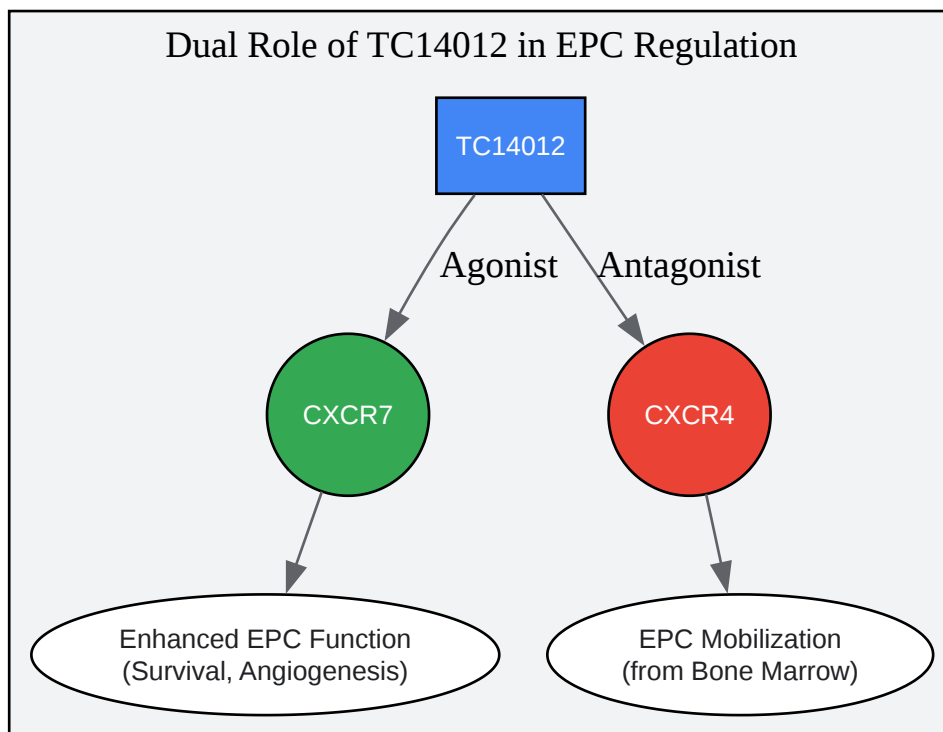 Dual Role of TC14012 in EPC Regulation
TC14012
Agonist
Antagonist
CXCR7
CXCR4
Enhanced EPC Function
(Survival, Angiogenesis)
EPC Mobilization
(from Bone Marrow)